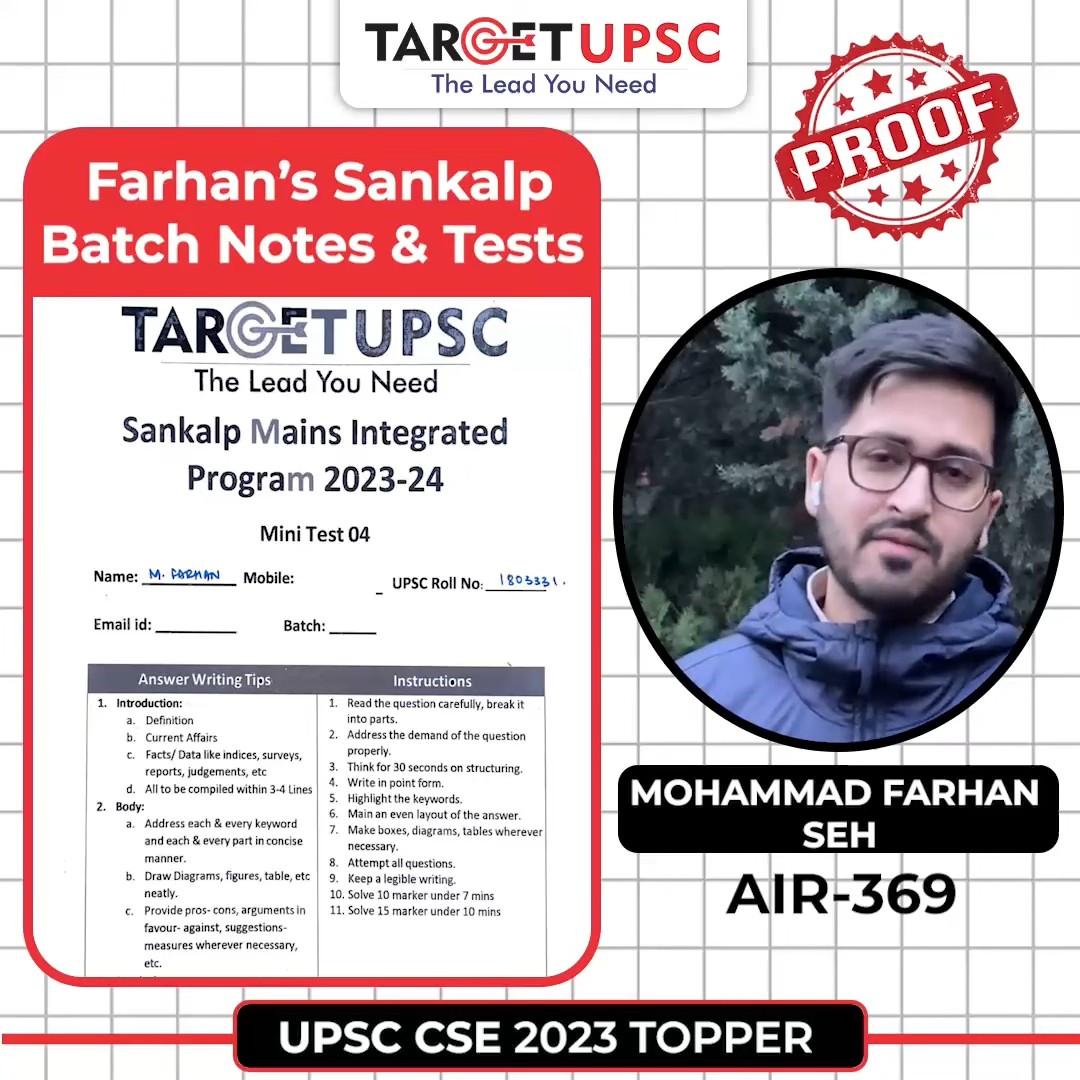 TARGETUPSC
The Lead You Need
PROOF
Farhan's Sankalp
Batch Notes & Tests
TARGETUPSC
The Lead You Need
Sankalp Mains Integrated
Program 2023-24
Mini Test 04
Name: M. FARHAN Mobile: UPSC Roll No: 1803331.
Email id: Batch:
Answer Writing Tips
1. Introduction:
a. Definition
b. Current Affairs
c. Facts/ Data like indices, surveys,
reports, judgements, etc
d. All to be compiled within 3-4 Lines
2. Body:
a. Address each & every keyword
and each & every part in concise
manner.
b. Draw Diagrams, figures, table, etc
neatly.
c. Provide pros- cons, arguments in
favour- against, suggestions-
measures wherever necessary,
etc.
Instructions
1. Read the question carefully, break it
into parts.
2. Address the demand of the question
properly.
3. Think for 30 seconds on structuring.
4. Write in point form.
5. Highlight the keywords.
6. Main an even layout of the answer.
7. Make boxes, diagrams, tables wherever
necessary.
8. Attempt all questions.
9. Keep a legible writing.
10. Solve 10 marker under 7 mins
11. Solve 15 marker under 10 mins
MOHAMMAD FARHAN
SEH
AIR-369
UPSC CSE 2023 TOPPER